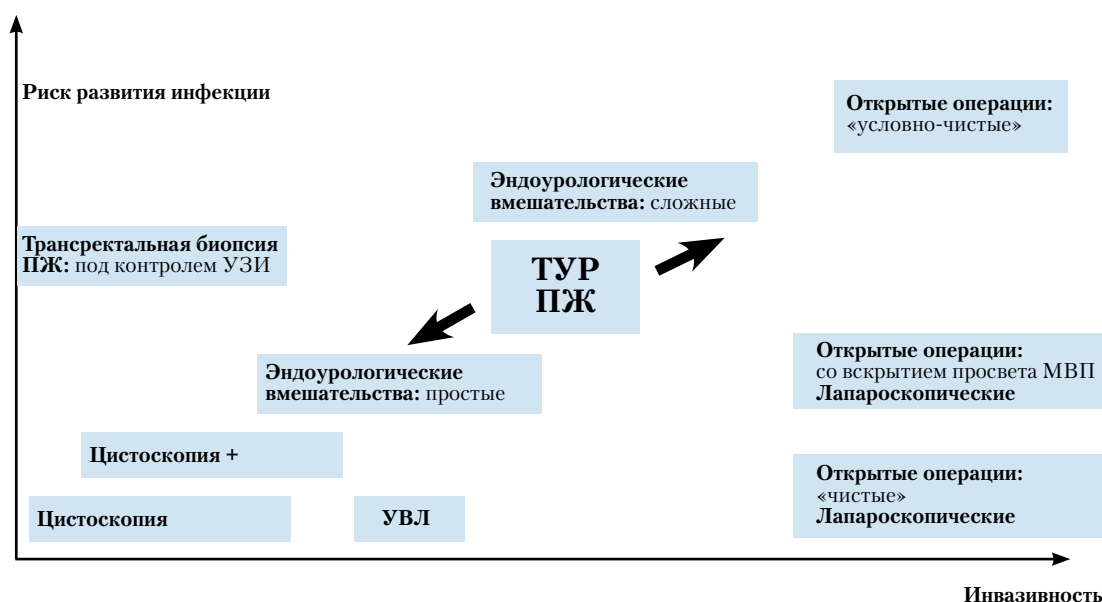 Риск развития инфекции
Открытые операции:
«условно-чистые»
Эндоурологические
вмешательства: сложные
Трансректальная биопсия
ПЖ: под контролем УЗИ
ТУР
ПЖ
Эндоурологические
вмешательства: простые
Открытые операции:
со вскрытием просвета МВП
Лапароскопические
Цистоскопия +
Открытые операции:
«чистые»
Лапароскопические
Цистоскопия
УВЛ
Инвазивность